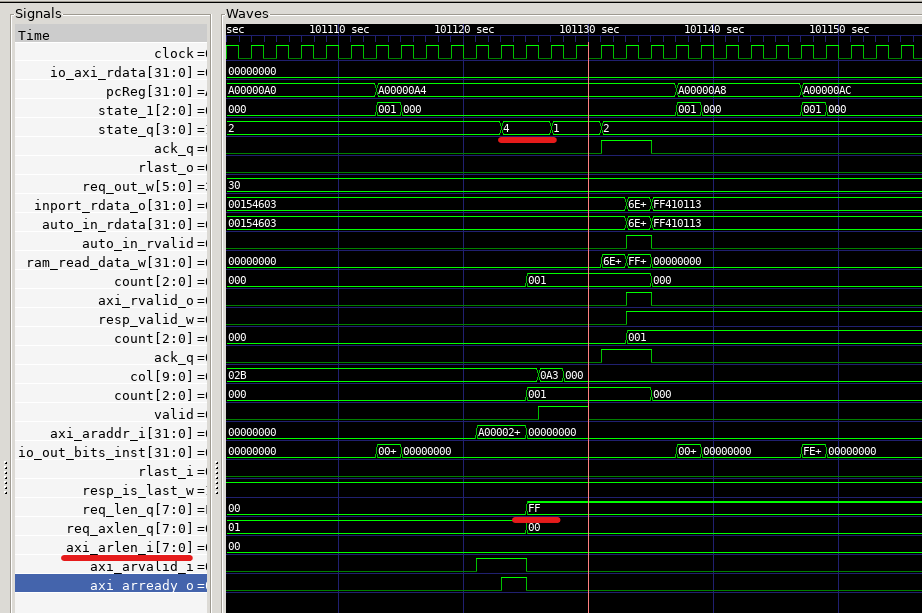 Signals
Waves
Time
sec 101110 sec 101120 sec 101130 sec 101140 sec 101150 sec
clock =
io_axi_rdata[31:0] = 00000000
pcReg[31:0] = A00000A0 A00000A4 A00000A8 A00000AC
state_1[2:0] = 000 001 000 001 000 001 000
state_q[3:0] = 2 4 1 2
ack_q =
rlast_o =
req_out_w[5:0] = 30
inport_rdata_o[31:0] = 00154603 6E+ FF410113
auto_in_rdata[31:0] = 00154603 6E+ FF410113
auto_in_rvalid =
ram_read_data_w[31:0] = 00000000 6E+ FF+ 00000000
count[2:0] = 000 001 000
axi_rvalid_o =
resp_valid_w =
count[2:0] = 000 001
ack_q =
col[9:0] = 02B 0A3 000
count[2:0] = 000 001 000
valid =
axi_araddr_i[31:0] = 00000000 A00002+ 00000000
io_out_bits_inst[31:0] = 00000000 00+ 00000000 00+ 00000000 FE+ 00000000
rlast_i =
resp_is_last_w =
req_len_q[7:0] = 00 FF
req_axlen_q[7:0] = 01 00
axi_arlen_i[7:0] = 00
axi_arvalid_i =
axi_arready_o =